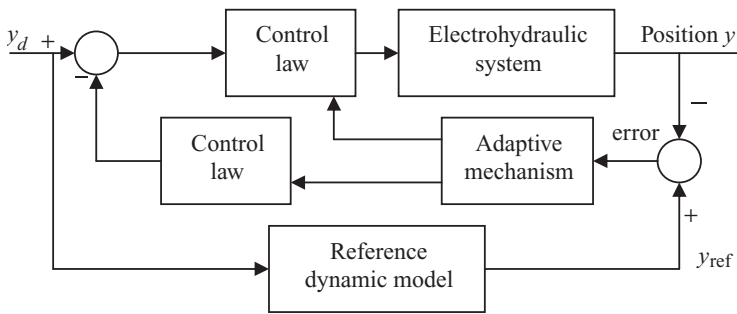 y_d + Control law Electrohydraulic system Position y
−
−
Control law Adaptive mechanism error
+
Reference dynamic model y_ref